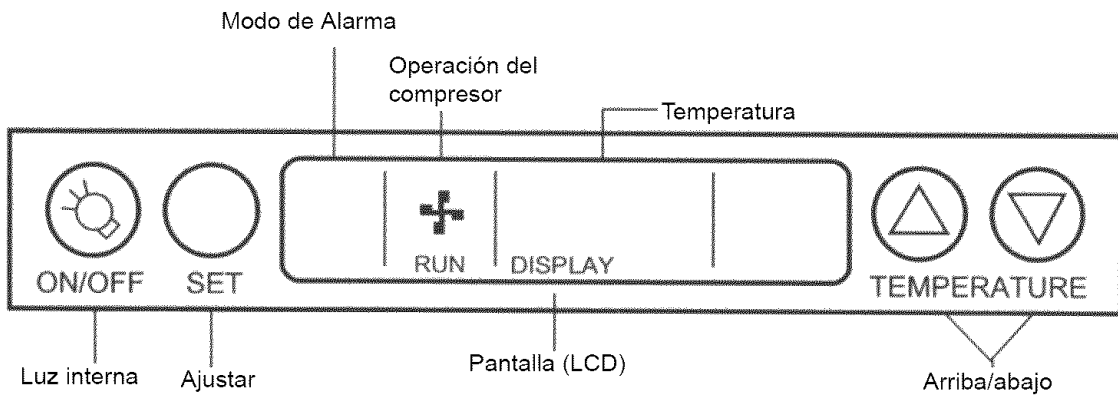 Modo de Alarma
Operación del
compresor
Temperatura
RUN
DISPLAY
ON/OFF
SET
TEMPERATURE
Luz interna
Ajustar
Pantalla (LCD)
Arriba/abajo